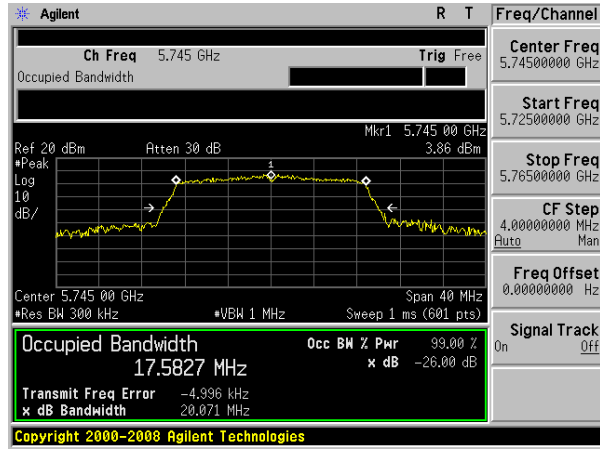 Agilent R T
Freq/Channel
Ch Freq 5.745 GHz Trig Free
Occupied Bandwidth
Center Freq
5.74500000 GHz
Start Freq
5.72500000 GHz
Stop Freq
5.76500000 GHz
CF Step
4.00000000 MHz
Auto Man
Freq Offset
0.00000000 Hz
Signal Track
On Off
Mkr1 5.745 00 GHz
Ref 20 dBm Atten 30 dB 3.86 dBm
#Peak
Log
10
dB/
1
Center 5.745 00 GHz Span 40 MHz
#Res BW 300 kHz #VBW 1 MHz Sweep 1 ms (601 pts)
Occupied Bandwidth
17.5827 MHz
Occ BW % Pwr 99.00 %
x dB -26.00 dB
Transmit Freq Error -4.996 kHz
x dB Bandwidth 20.071 MHz
Copyright 2000-2008 Agilent Technologies